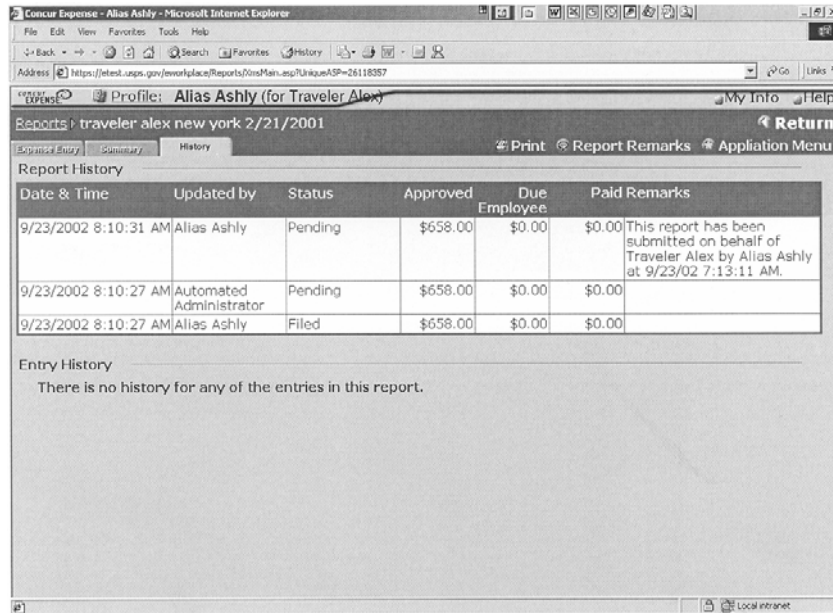 Concur Expense - Alias Ashly - Microsoft Internet Explorer
File Edit View Favorites Tools Help
Back Search Favorites History
Address https://etest.usps.gov/eworkplace/Reports/XmsMain.asp?UniqueASP=26118357 Go Links
CONCUR EXPENSE Profile: Alias Ashly (for Traveler Alex) My Info Help
Reports traveler alex new york 2/21/2001 Return
Expense Entry Summary History Print Report Remarks Appliation Menu
Report History
Date & Time Updated by Status Approved Due Employee Paid Remarks
9/23/2002 8:10:31 AM Alias Ashly Pending $658.00 $0.00 $0.00 This report has been
submitted on behalf of
Traveler Alex by Alias Ashly
at 9/23/02 7:13:11 AM.
9/23/2002 8:10:27 AM Automated Administrator Pending $658.00 $0.00 $0.00
9/23/2002 8:10:27 AM Alias Ashly Filed $658.00 $0.00 $0.00
Entry History
There is no history for any of the entries in this report.
Local intranet